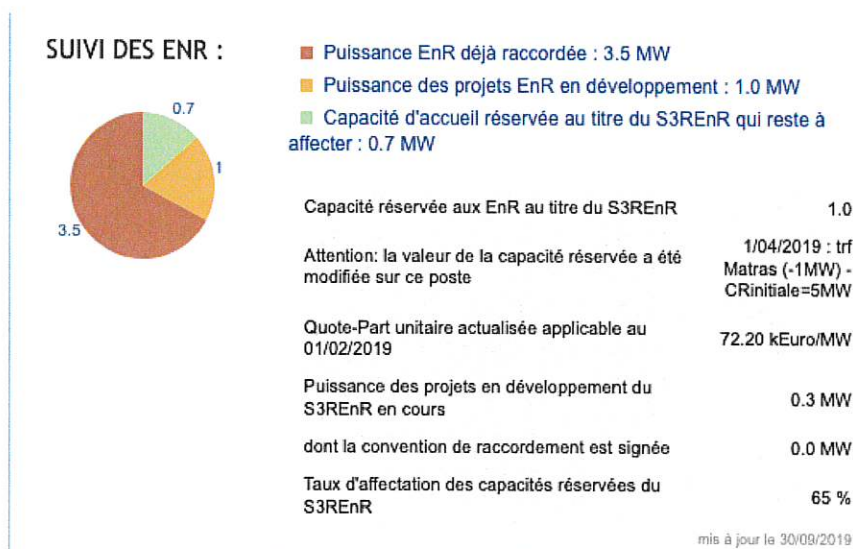 SUIVI DES ENR :
Puissance EnR déjà raccordée : 3.5 MW
Puissance des projets EnR en développement : 1.0 MW
Capacité d'accueil réservée au titre du S3REnR qui reste à
affecter : 0.7 MW
0.7
1
3.5
Capacité réservée aux EnR au titre du S3REnR 1.0
Attention: la valeur de la capacité réservée a été
modifiée sur ce poste
1/04/2019 : trf
Matras (-1MW) -
CRinitiale=5MW
Quote-Part unitaire actualisée applicable au
01/02/2019
72.20 kEuro/MW
Puissance des projets en développement du
S3REnR en cours
0.3 MW
dont la convention de raccordement est signée 0.0 MW
Taux d'affectation des capacités réservées du
S3REnR
65 %
mis à jour le 30/09/2019